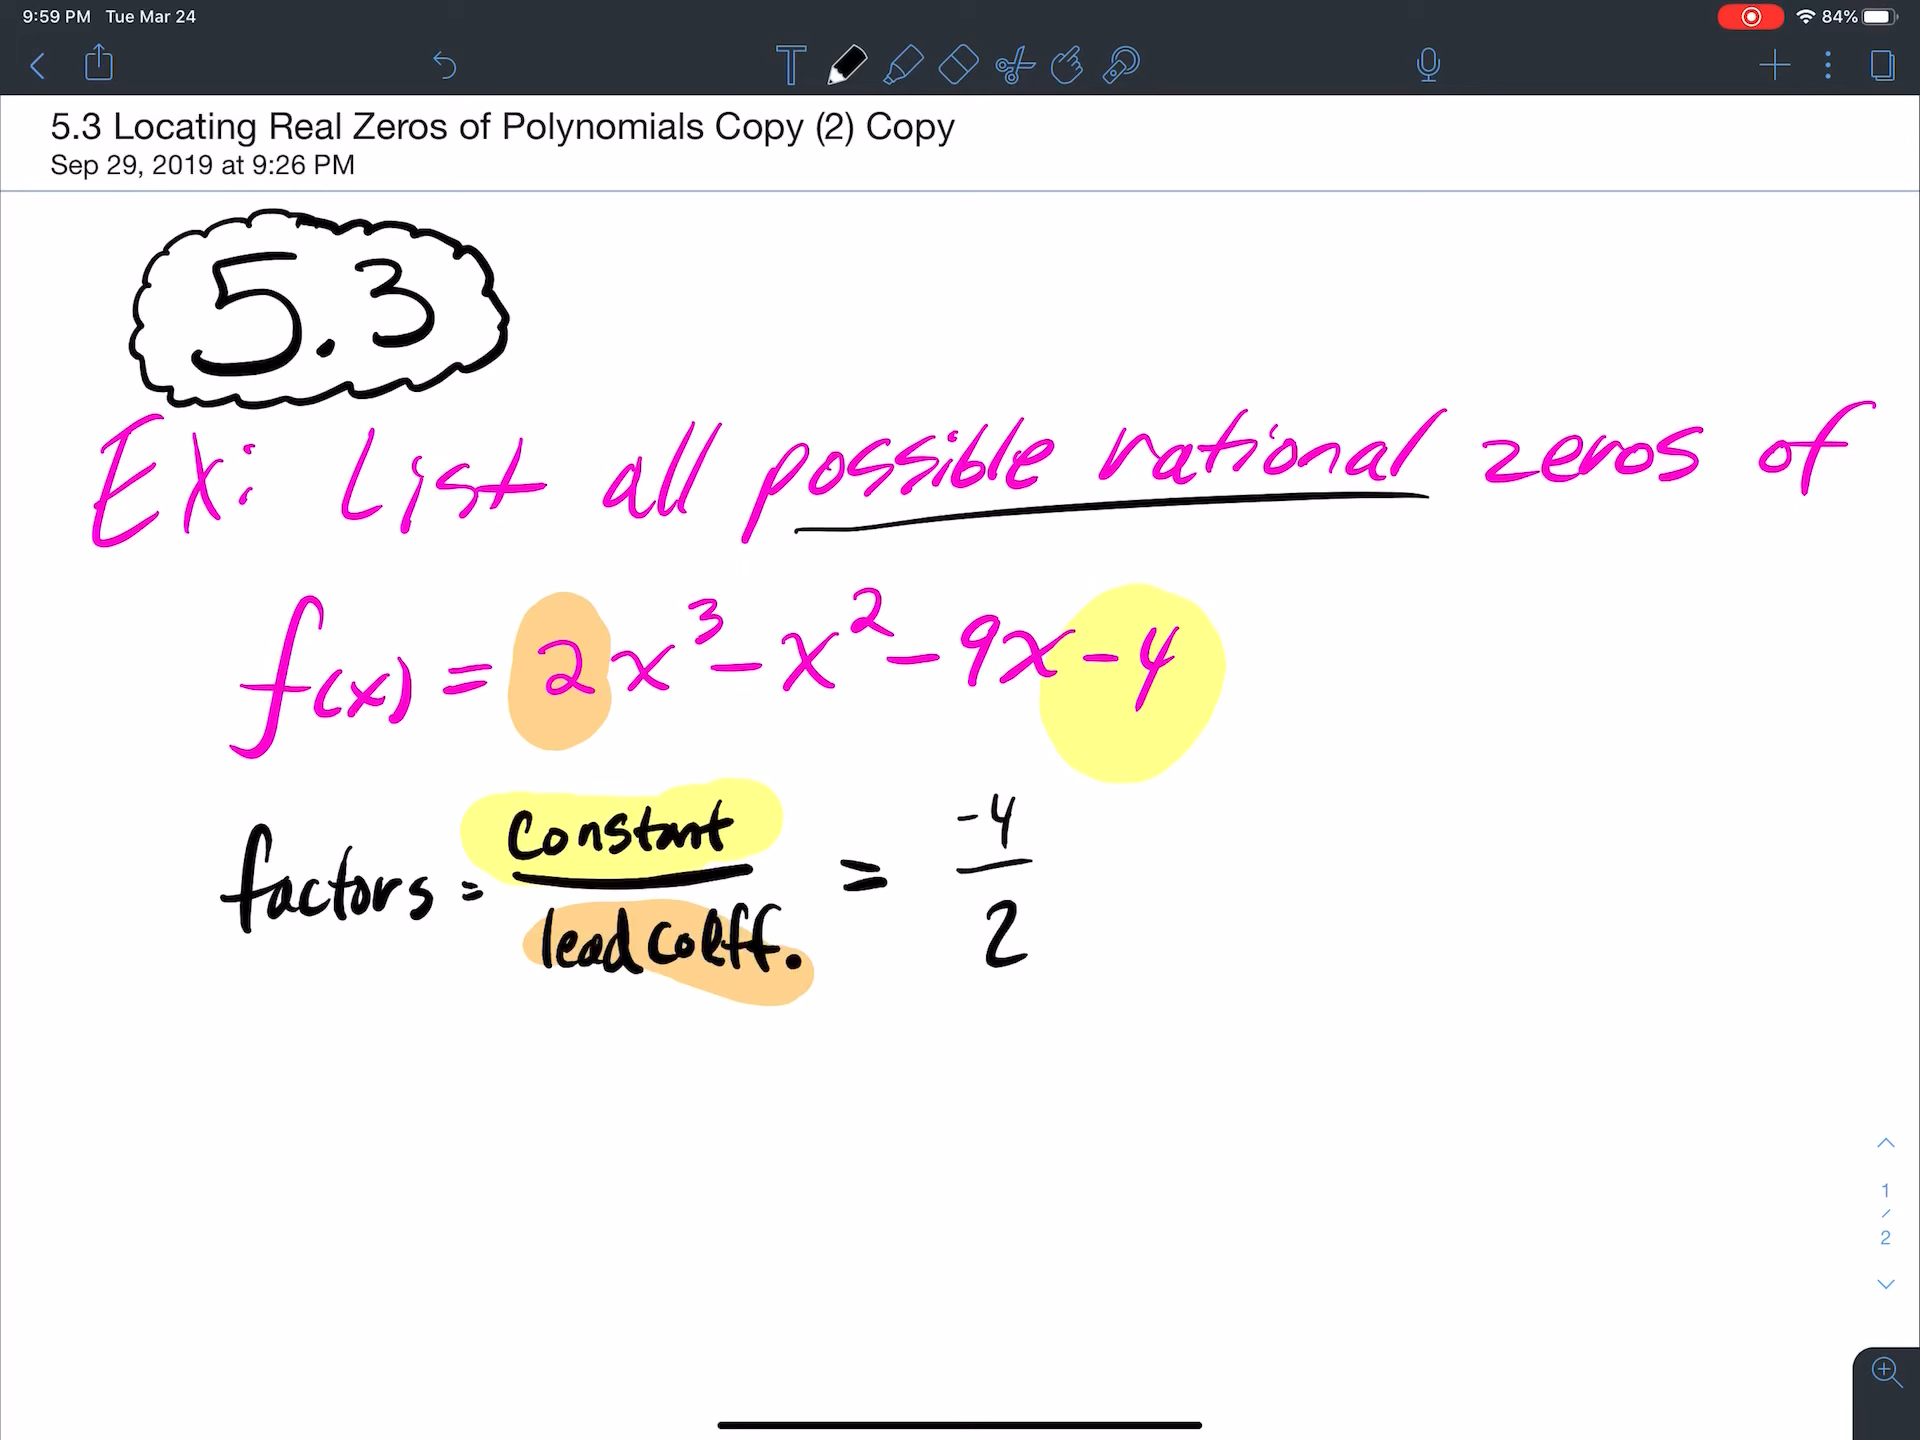 9:59 PM Tue Mar 24
84%
5.3 Locating Real Zeros of Polynomials Copy (2) Copy
Sep 29, 2019 at 9:26 PM
5.3
Ex: List all possible rational zeros of
f(x) = 2x³ - x² - 9x - 4
factors = constant / lead coeff. = -4 / 2
1
/
2